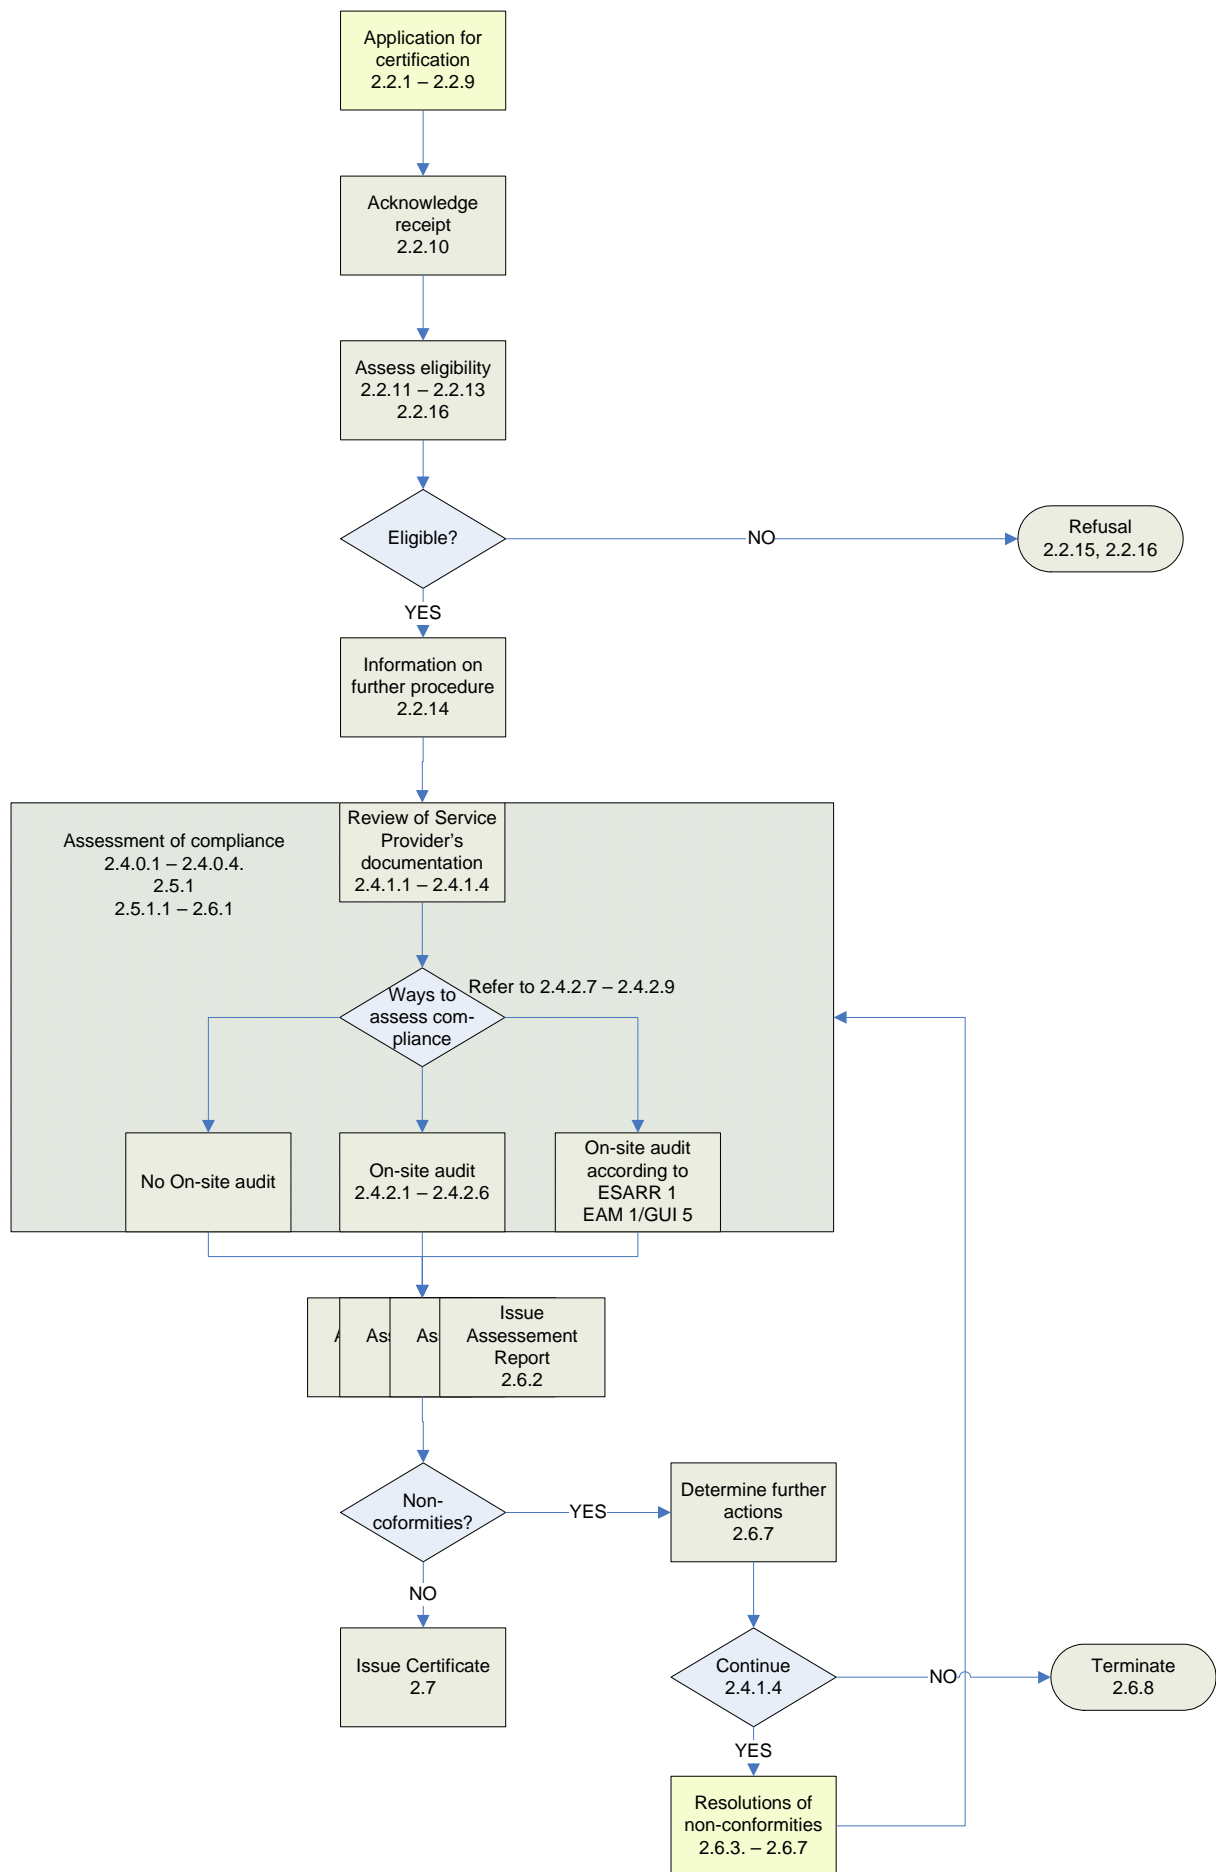 Application for
certification
2.2.1 – 2.2.9
Acknowledge
receipt
2.2.10
Assess eligibility
2.2.11 – 2.2.13
2.2.16
Eligible?
NO
Refusal
2.2.15, 2.2.16
YES
Information on
further procedure
2.2.14
Assessment of compliance
2.4.0.1 – 2.4.0.4.
2.5.1
2.5.1.1 – 2.6.1
Review of Service
Provider's
documentation
2.4.1.1 – 2.4.1.4
Ways to
assess com-
pliance
Refer to 2.4.2.7 – 2.4.2.9
No On-site audit
On-site audit
2.4.2.1 – 2.4.2.6
On-site audit
according to
ESARR 1
EAM 1/GUI 5
Ass
As
Issue
Assessement
Report
2.6.2
Non-
coformities?
YES
Determine further
actions
2.6.7
NO
Issue Certificate
2.7
Continue
2.4.1.4
NO
Terminate
2.6.8
YES
Resolutions of
non-conformities
2.6.3. – 2.6.7